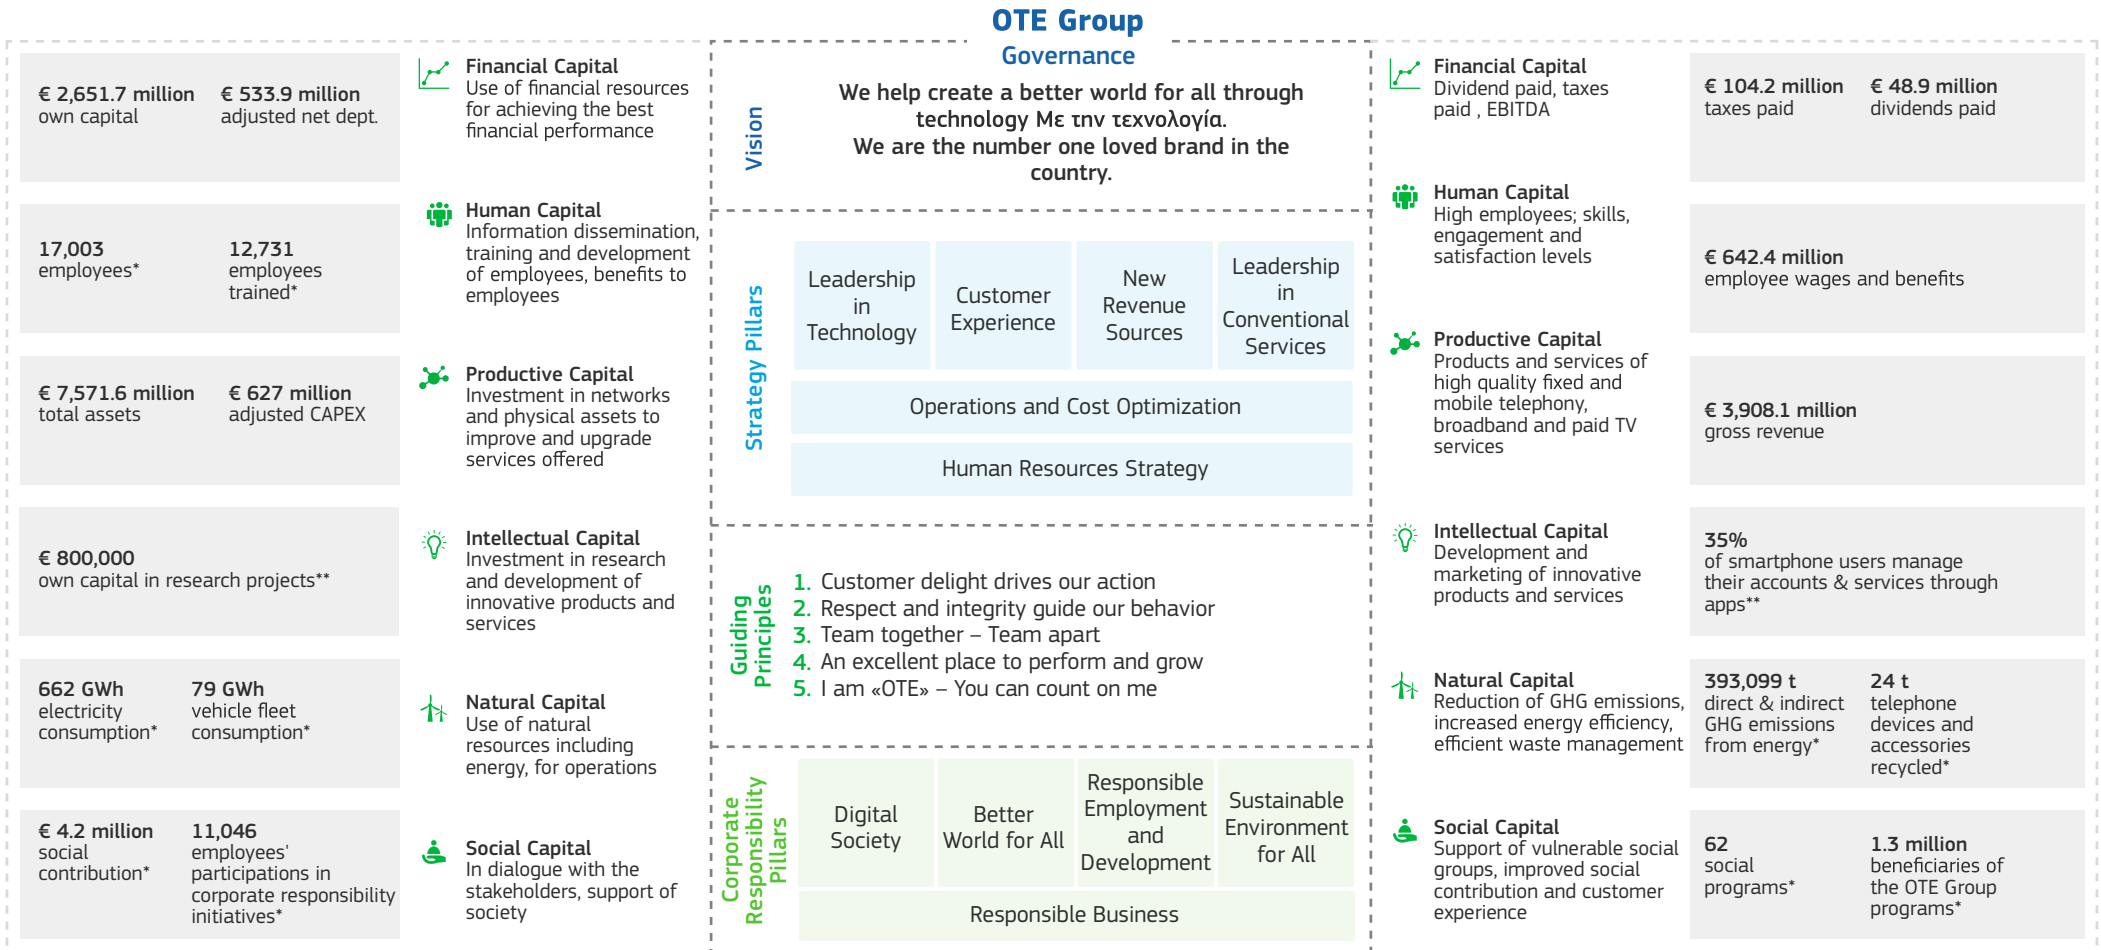 OTE Group
Governance
€ 2,651.7 million
own capital
€ 533.9 million
adjusted net dept.
Financial Capital
Use of financial resources
for achieving the best
financial performance
17,003
employees*
12,731
employees
trained*
Human Capital
Information dissemination,
training and development
of employees, benefits to
employees
€ 7,571.6 million
total assets
€ 627 million
adjusted CAPEX
Productive Capital
Investment in networks
and physical assets to
improve and upgrade
services offered
€ 800,000
own capital in research projects**
Intellectual Capital
Investment in research
and development of
innovative products and
services
662 GWh
electricity
consumption*
79 GWh
vehicle fleet
consumption*
Natural Capital
Use of natural
resources including
energy, for operations
€ 4.2 million
social
contribution*
11,046
employees'
participations in
corporate responsibility
initiatives*
Social Capital
In dialogue with the
stakeholders, support of
society
Vision
We help create a better world for all through
technology Με την τεχνολογία.
We are the number one loved brand in the
country.
Strategy Pillars
Leadership
in
Technology
Customer
Experience
New
Revenue
Sources
Leadership
in
Conventional
Services
Operations and Cost Optimization
Human Resources Strategy
Guiding
Principles
1. Customer delight drives our action
2. Respect and integrity guide our behavior
3. Team together – Team apart
4. An excellent place to perform and grow
5. I am «OTE» – You can count on me
Corporate
Responsibility
Pillars
Digital
Society
Better
World for All
Responsible
Employment
and
Development
Sustainable
Environment
for All
Responsible Business
Financial Capital
Dividend paid, taxes
paid , EBITDA
€ 104.2 million
taxes paid
€ 48.9 million
dividends paid
Human Capital
High employees; skills,
engagement and
satisfaction levels
€ 642.4 million
employee wages and benefits
Productive Capital
Products and services of
high quality fixed and
mobile telephony,
broadband and paid TV
services
€ 3,908.1 million
gross revenue
Intellectual Capital
Development and
marketing of innovative
products and services
35%
of smartphone users manage
their accounts & services through
apps**
Natural Capital
Reduction of GHG emissions,
increased energy efficiency,
efficient waste management
393,099 t
direct & indirect
GHG emissions
from energy*
24 t
telephone
devices and
accessories
recycled*
Social Capital
Support of vulnerable social
groups, improved social
contribution and customer
experience
62
social
programs*
1.3 million
beneficiaries of
the OTE Group
programs*